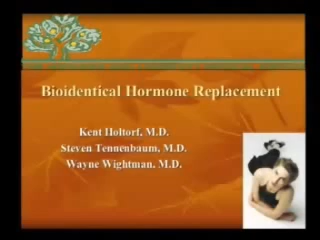 Bioidentical Hormone Replacement
Kent Holtorf, M.D.
Steven Tennenbaum, M.D.
Wayne Wightman, M.D.